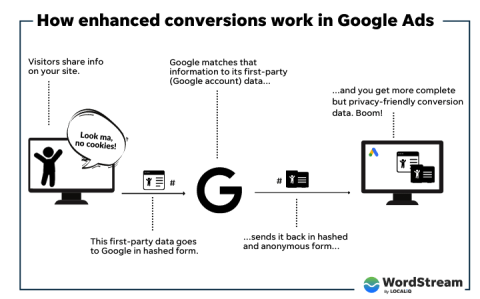 How enhanced conversions work in Google Ads
Visitors share info
on your site.
Look ma,
no cookies!
#
This first-party data goes
to Google in hashed form.
Google matches that
information to its first-party
(Google account) data...
G
#
...sends it back in hashed
and anonymous form...
...and you get more complete
but privacy-friendly conversion
data. Boom!
WordStream
By LOCALiQ